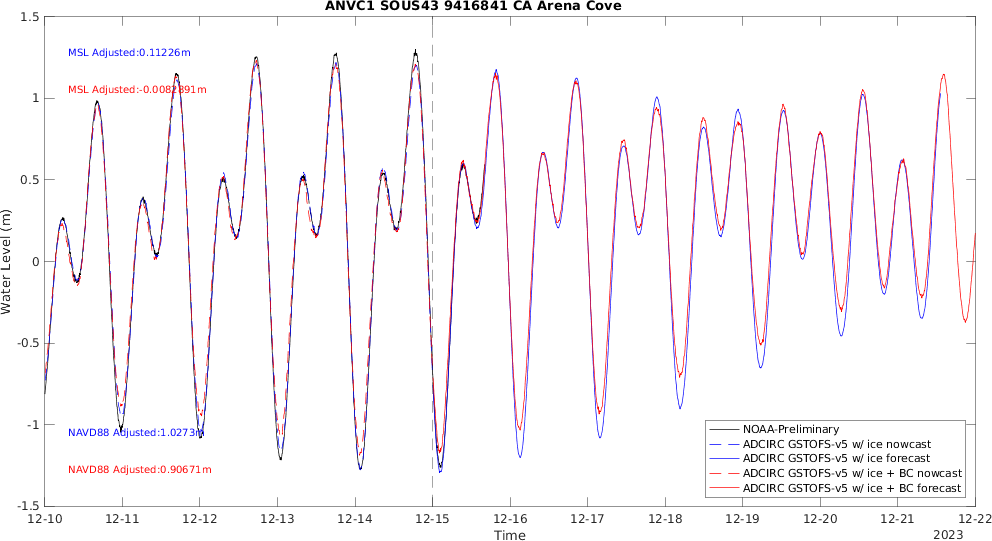 ANVC1 SOUS43 9416841 CA Arena Cove
1.5
1
0.5
0
-0.5
-1
-1.5
Water Level (m)
MSL Adjusted:0.11226m
MSL Adjusted:-0.0082891m
NAVD88 Adjusted:1.0273m
NAVD88 Adjusted:0.90671m
NOAA-Preliminary
ADCIRC GSTOFS-v5 w/ ice nowcast
ADCIRC GSTOFS-v5 w/ ice forecast
ADCIRC GSTOFS-v5 w/ ice + BC nowcast
ADCIRC GSTOFS-v5 w/ ice + BC forecast
12-10 12-11 12-12 12-13 12-14 12-15 12-16 12-17 12-18 12-19 12-20 12-21 12-22
Time
2023